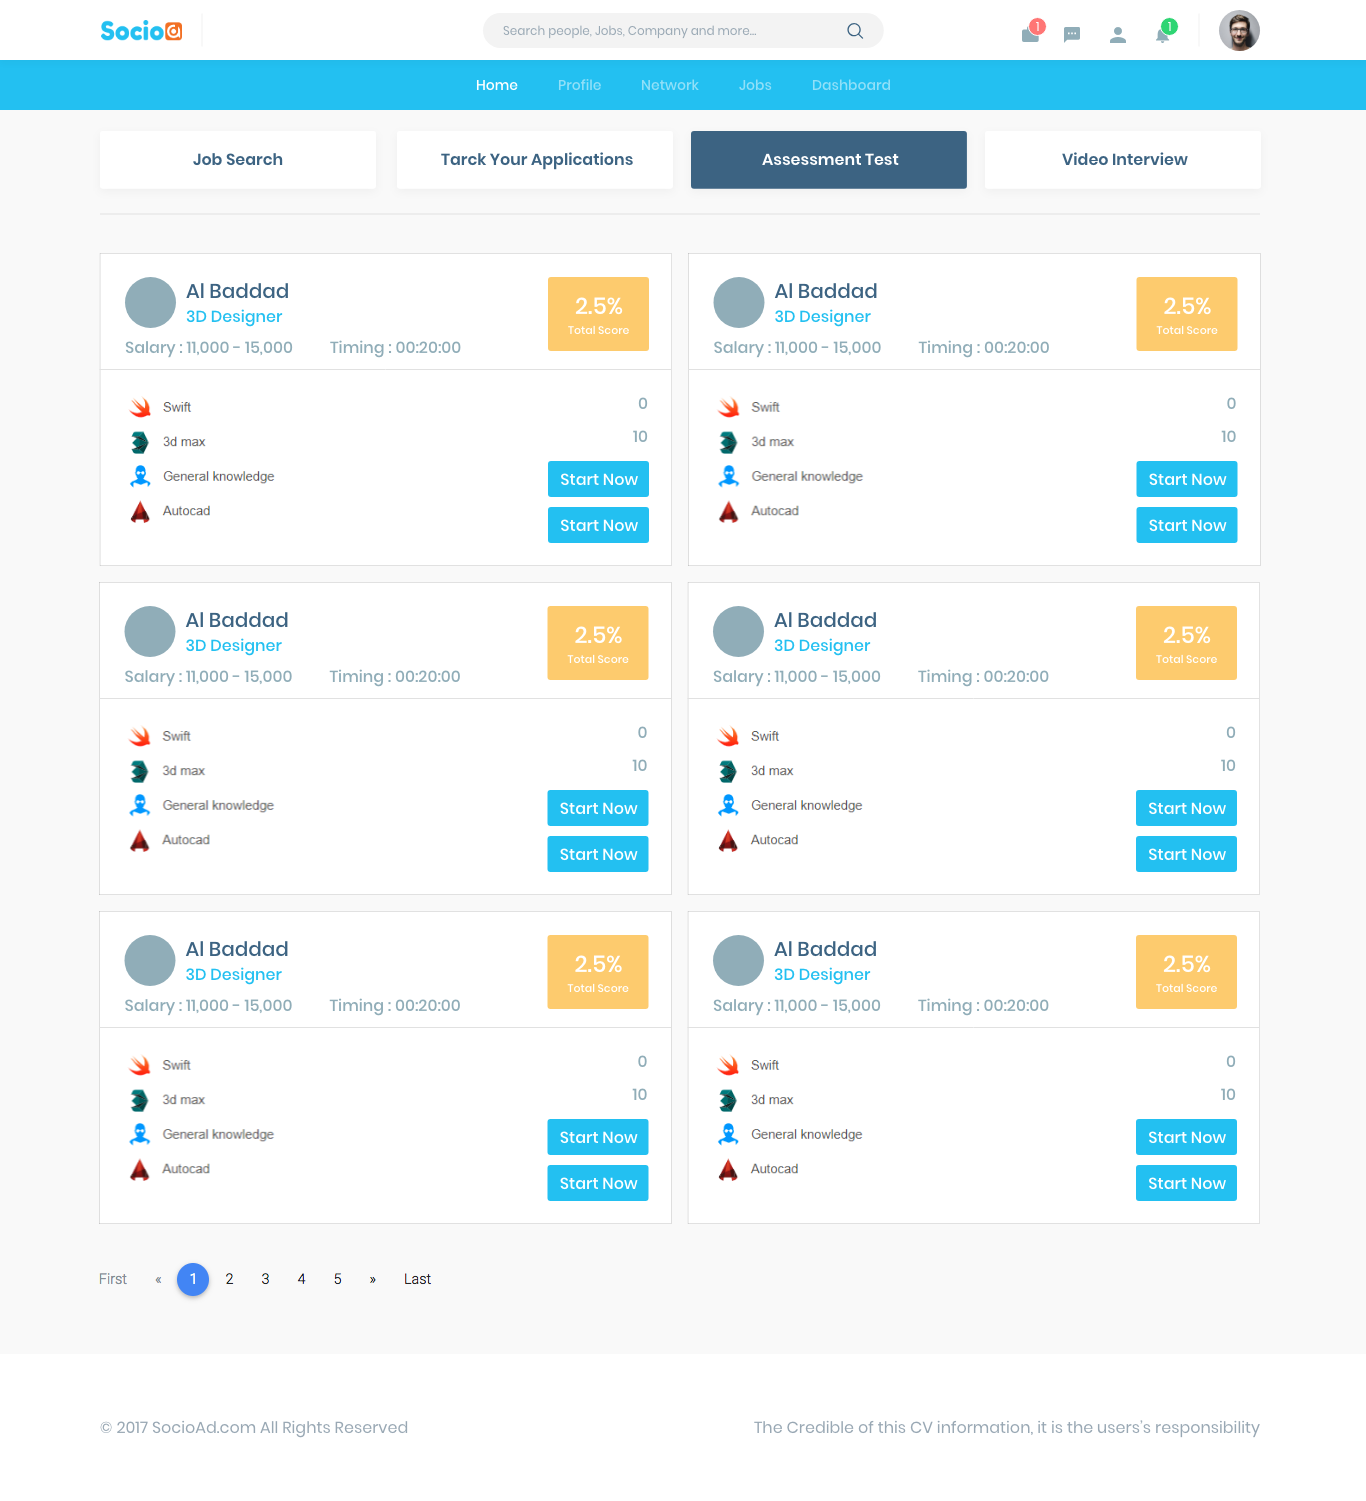 Socioa
Search people, Jobs, Company and more...
1
1
Home Profile Network Jobs Dashboard
Job Search Tarck Your Applications Assessment Test Video Interview
Al Baddad
3D Designer
Salary : 11,000 - 15,000 Timing : 00:20:00
2.5%
Total Score
Swift 0
3d max 10
General knowledge Start Now
Autocad Start Now
Al Baddad
3D Designer
Salary : 11,000 - 15,000 Timing : 00:20:00
2.5%
Total Score
Swift 0
3d max 10
General knowledge Start Now
Autocad Start Now
Al Baddad
3D Designer
Salary : 11,000 - 15,000 Timing : 00:20:00
2.5%
Total Score
Swift 0
3d max 10
General knowledge Start Now
Autocad Start Now
Al Baddad
3D Designer
Salary : 11,000 - 15,000 Timing : 00:20:00
2.5%
Total Score
Swift 0
3d max 10
General knowledge Start Now
Autocad Start Now
Al Baddad
3D Designer
Salary : 11,000 - 15,000 Timing : 00:20:00
2.5%
Total Score
Swift 0
3d max 10
General knowledge Start Now
Autocad Start Now
Al Baddad
3D Designer
Salary : 11,000 - 15,000 Timing : 00:20:00
2.5%
Total Score
Swift 0
3d max 10
General knowledge Start Now
Autocad Start Now
First « 1 2 3 4 5 » Last
© 2017 SocioAd.com All Rights Reserved
The Credible of this CV information, it is the users's responsibility